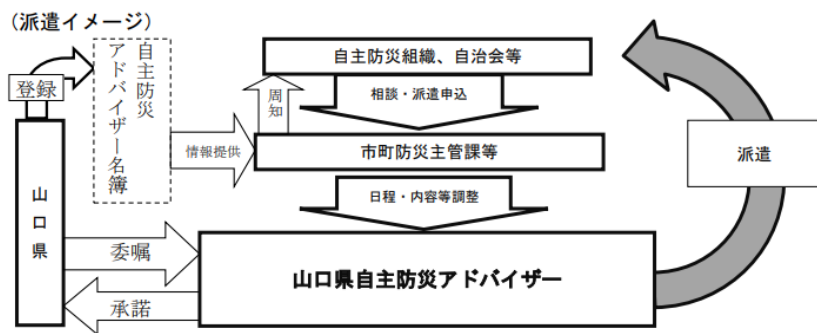 （派遣イメージ）
自主防災組織、自治会等
登録
自主防災
アドバイザー名簿
周知
相談・派遣申込
情報提供
市町防災主管課等
派遣
山口県
日程・内容等調整
委嘱
山口県自主防災アドバイザー
承諾